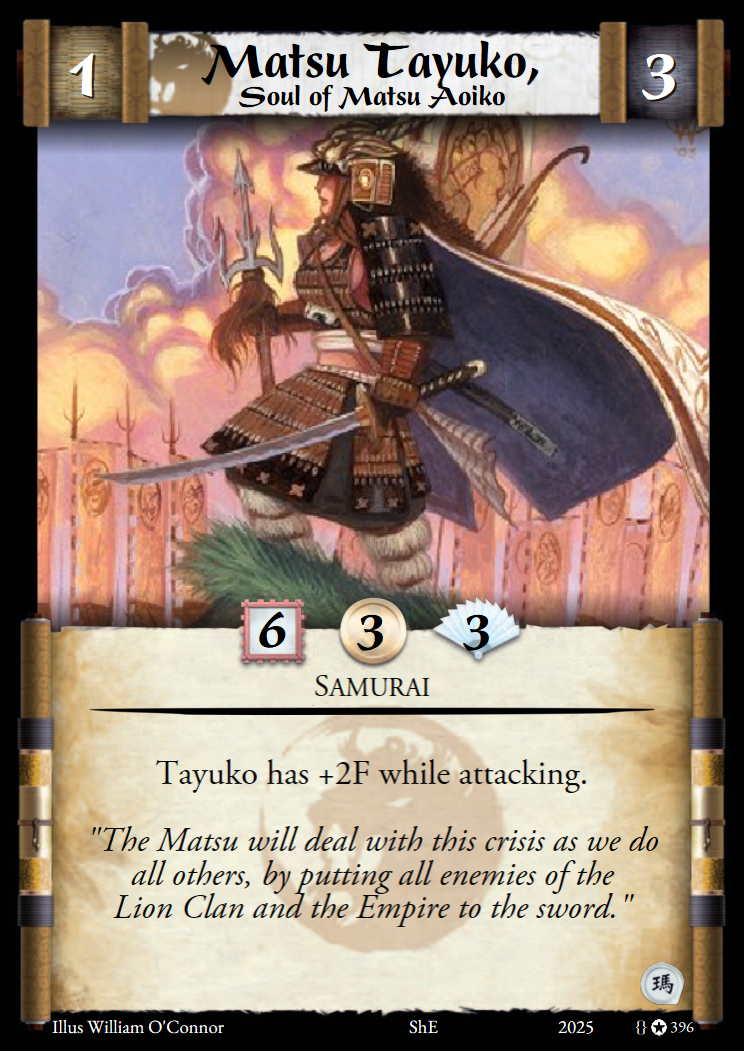 1
Matsu Tayuko,
Soul of Matsu Aoiko
3
6 3 3
SAMURAI
Tayuko has +2F while attacking.
"The Matsu will deal with this crisis as we do
all others, by putting all enemies of the
Lion Clan and the Empire to the sword."
瑪
Illus William O'Connor ShE 2025 {} 396